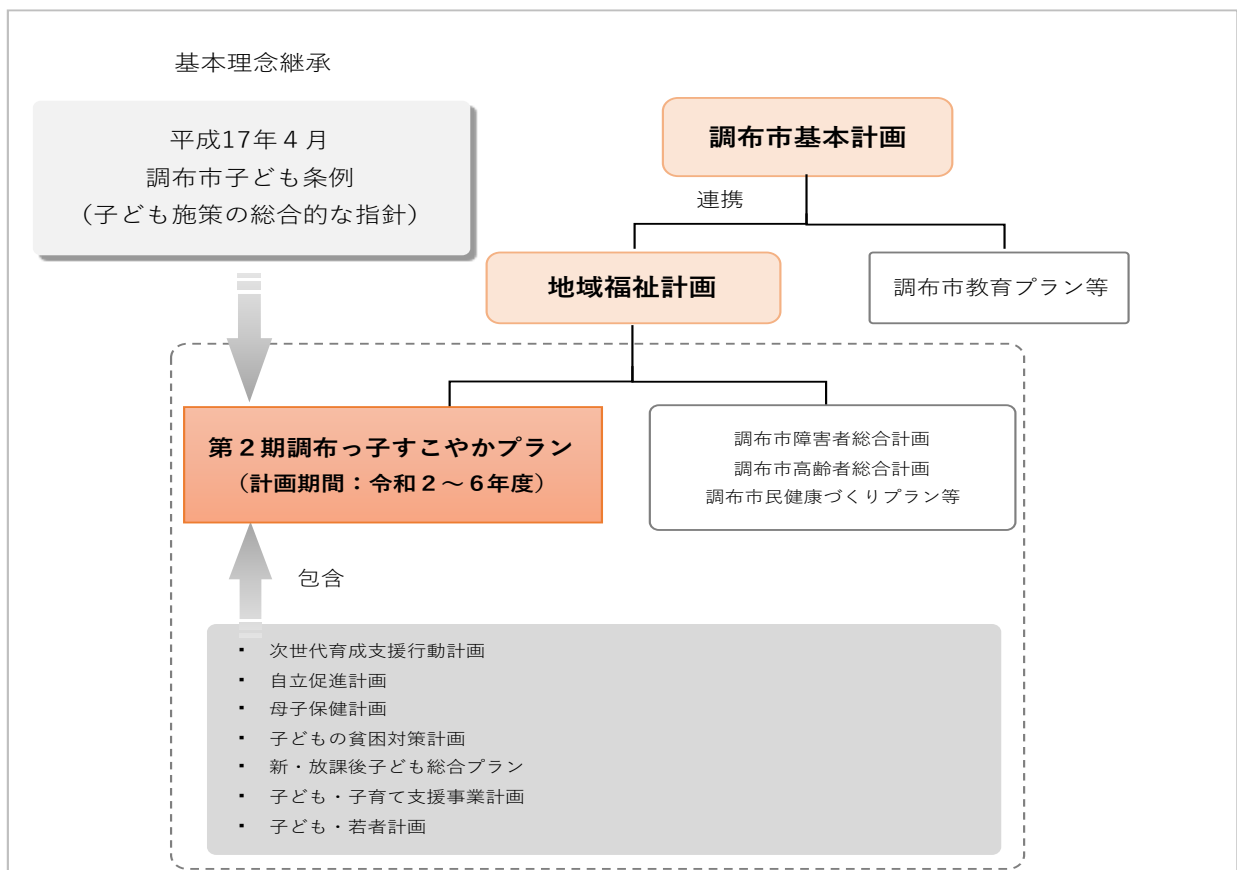 基本理念継承
平成17年４月
調布市子ども条例
（子ども施策の総合的な指針）
調布市基本計画
連携
地域福祉計画
調布市教育プラン等
第２期調布っ子すこやかプラン
（計画期間：令和２～６年度）
調布市障害者総合計画
調布市高齢者総合計画
調布市民健康づくりプラン等
包含
▪ 次世代育成支援行動計画
▪ 自立促進計画
▪ 母子保健計画
▪ 子どもの貧困対策計画
▪ 新・放課後子ども総合プラン
▪ 子ども・子育て支援事業計画
▪ 子ども・若者計画